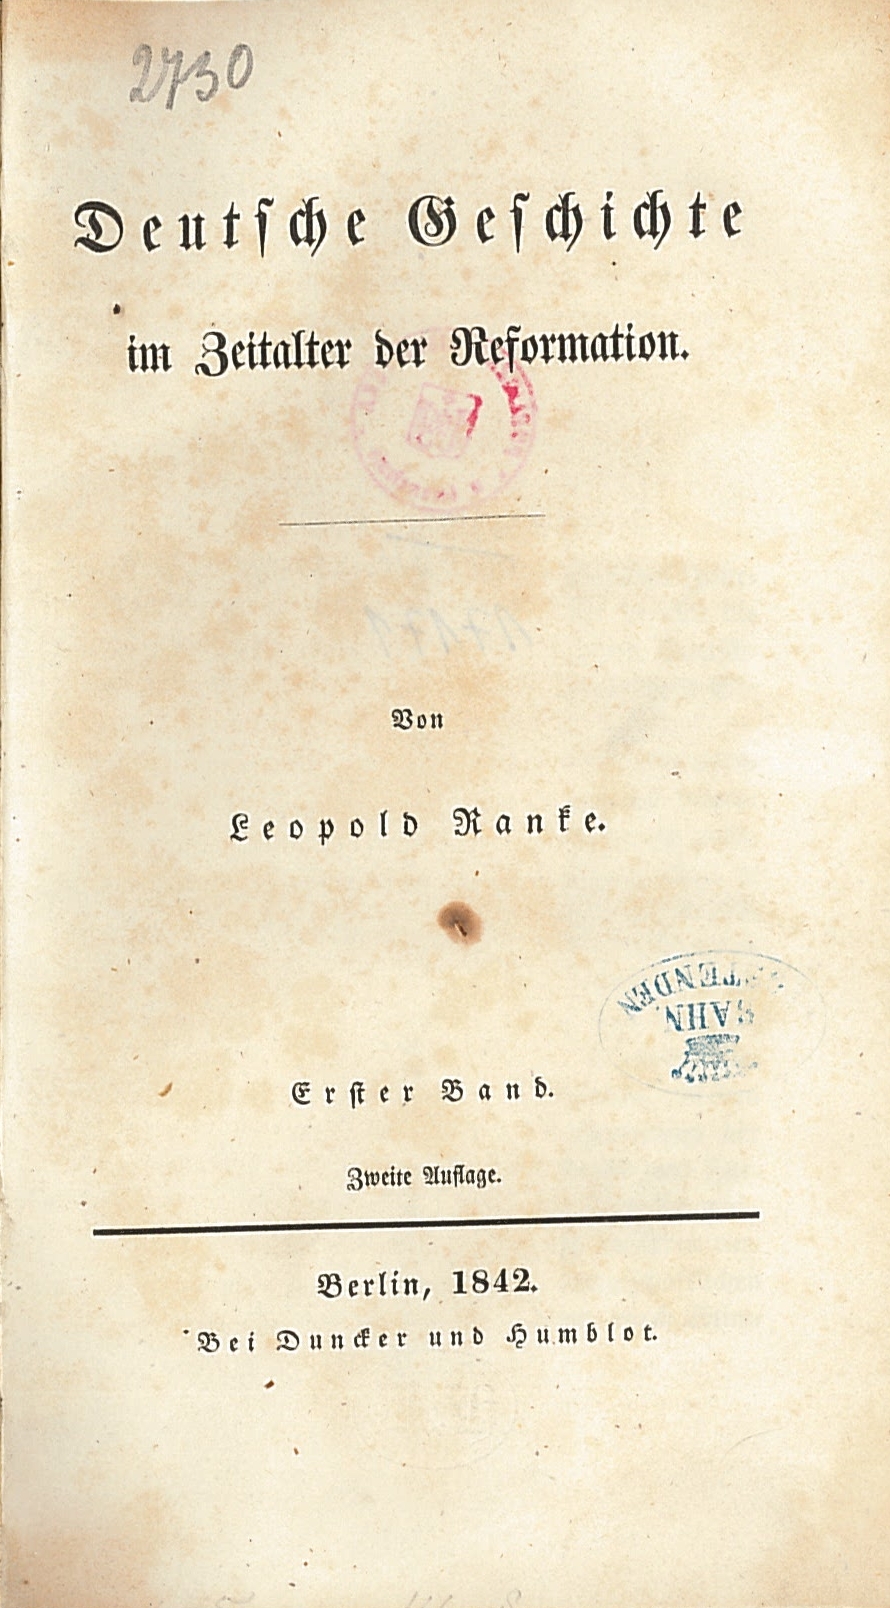 2730
Deutsche Geschichte
im Zeitalter der Reformation.
Von
Leopold Ranke.
Erster Band.
Zweite Auflage.
Berlin, 1842.
Bei Duncker und Humblot.